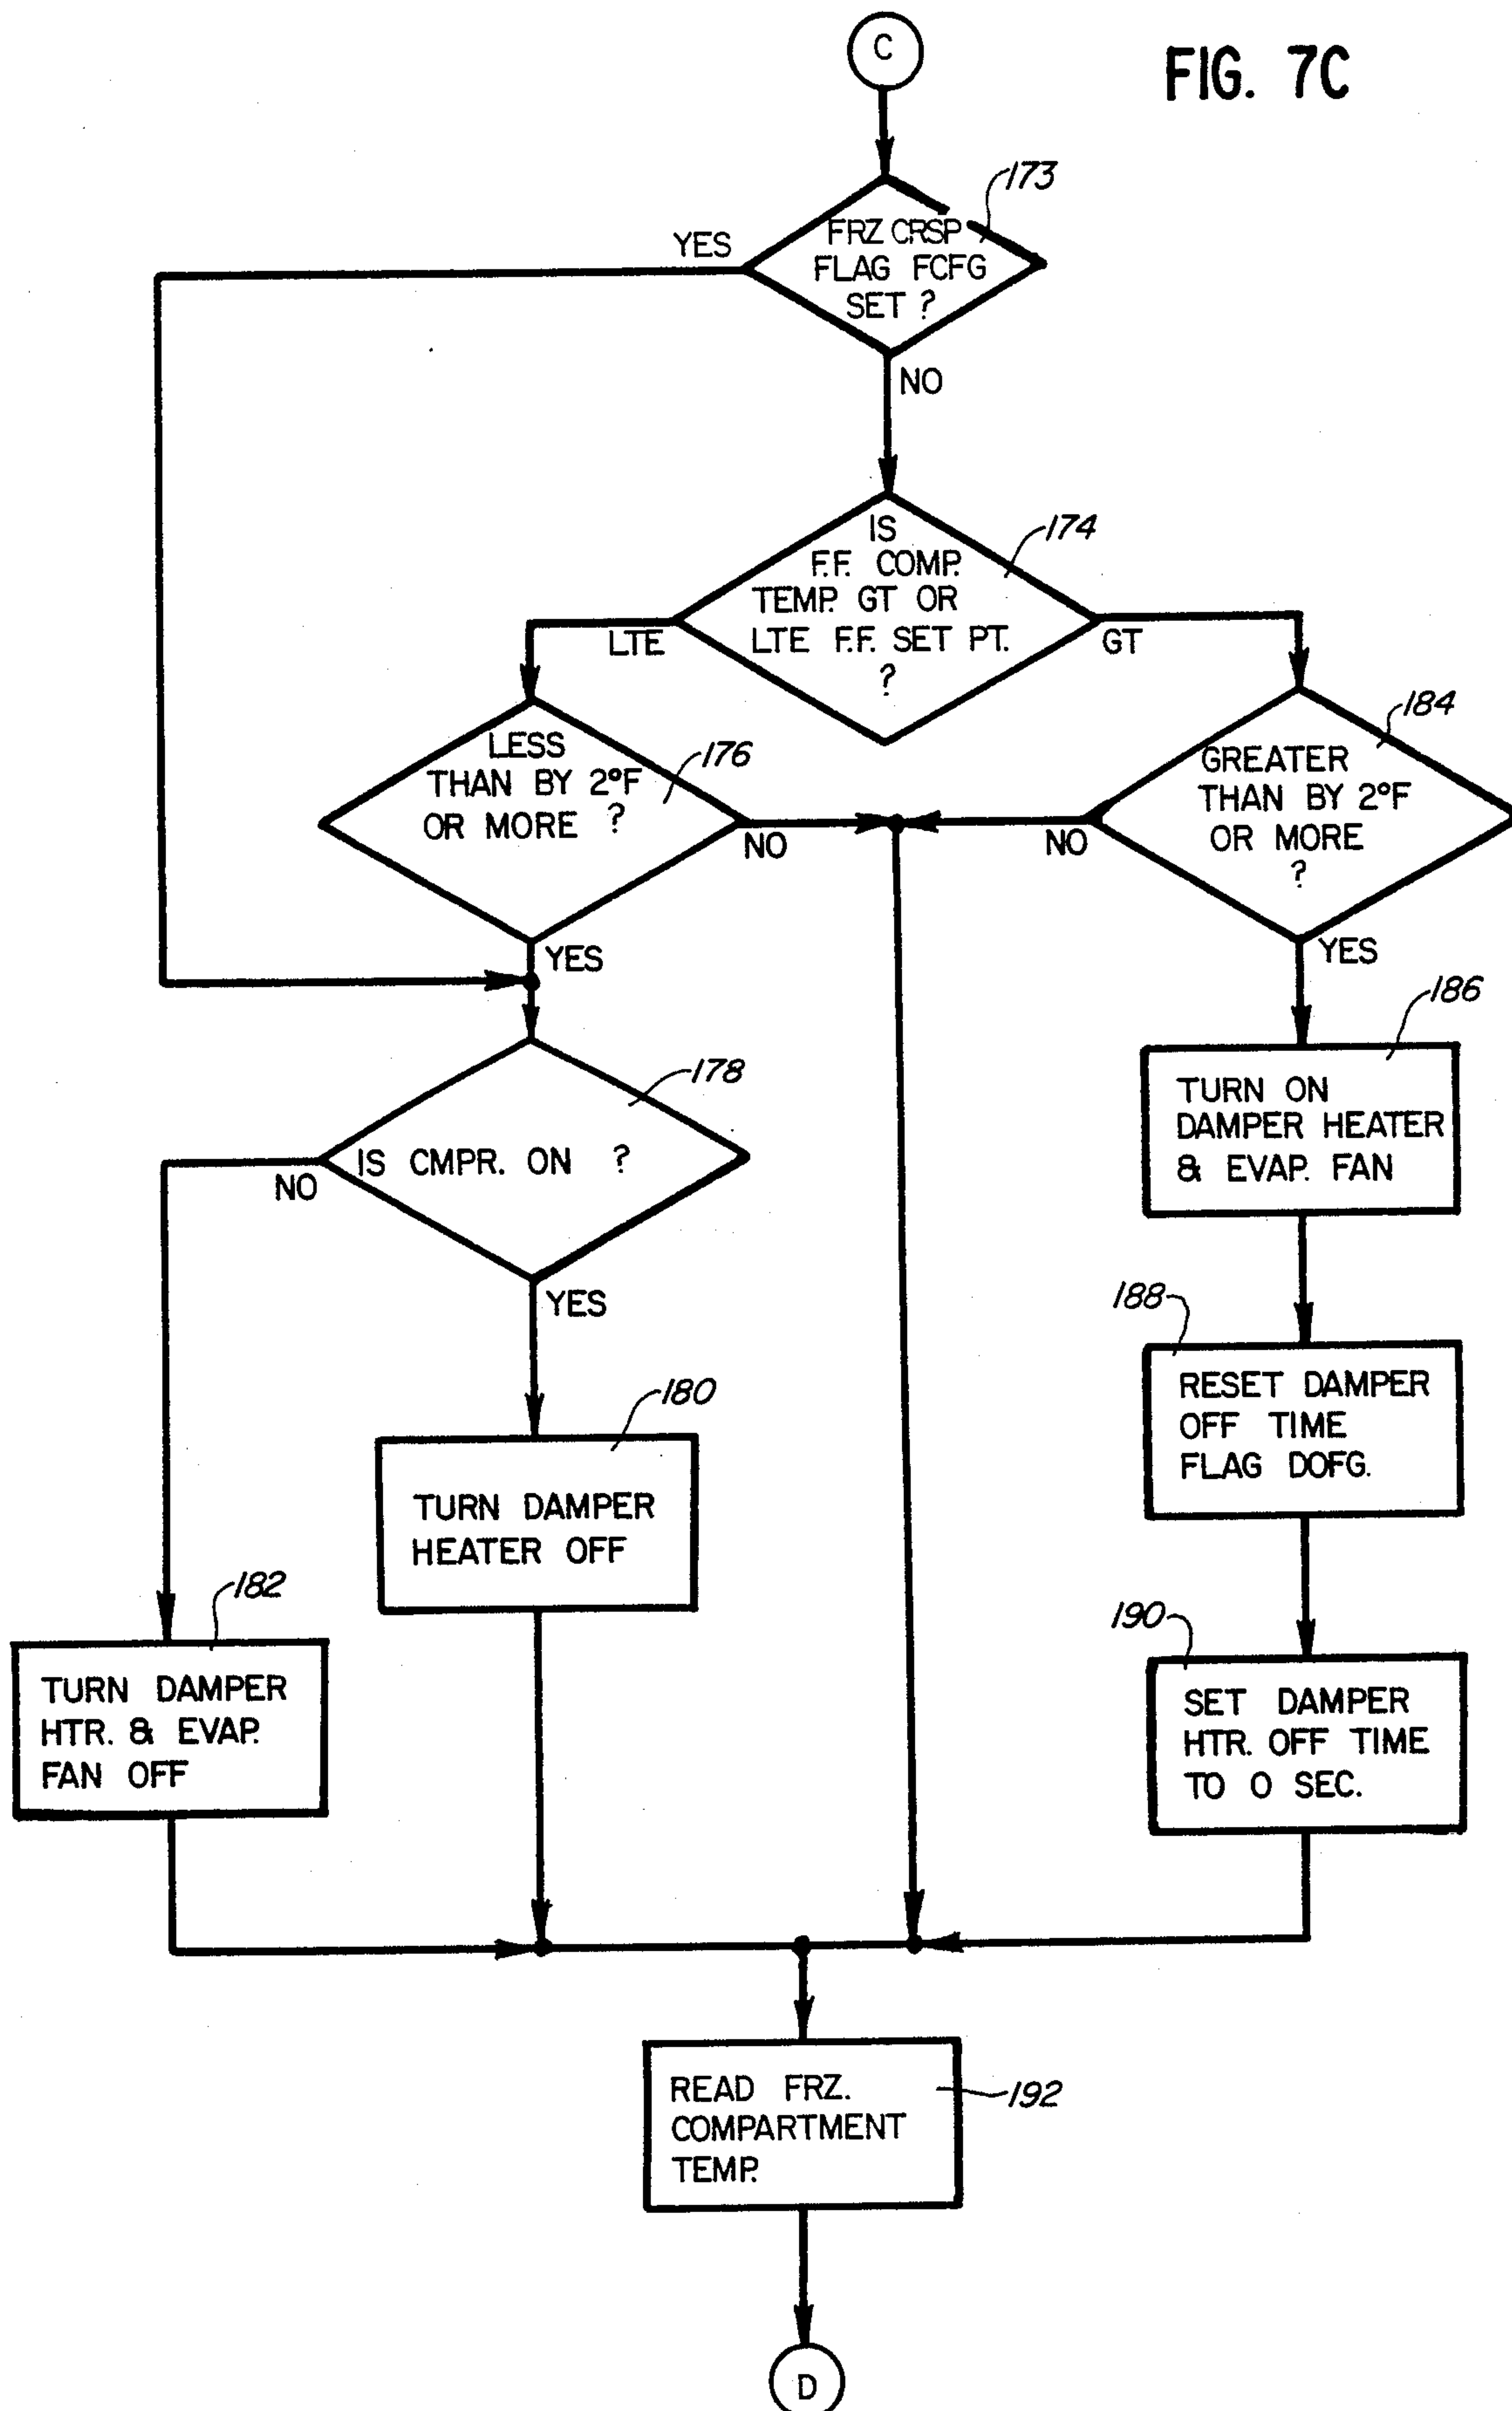 C
FIG. 7C
173
YES
FRZ CRSP
FLAG FCFG
SET ?
NO
174
IS
F.F. COMP.
TEMP. GT OR
LTE F.F. SET PT.
?
LTE
GT
176
LESS
THAN BY 2°F
OR MORE ?
NO
YES
184
GREATER
THAN BY 2°F
OR MORE
?
NO
YES
178
IS CMPR. ON ?
NO
YES
186
TURN ON
DAMPER HEATER
& EVAP. FAN
188
RESET DAMPER
OFF TIME
FLAG DOFG.
180
TURN DAMPER
HEATER OFF
182
TURN DAMPER
HTR. & EVAP.
FAN OFF
190
SET DAMPER
HTR. OFF TIME
TO 0 SEC.
READ FRZ.
COMPARTMENT
TEMP.
192
D